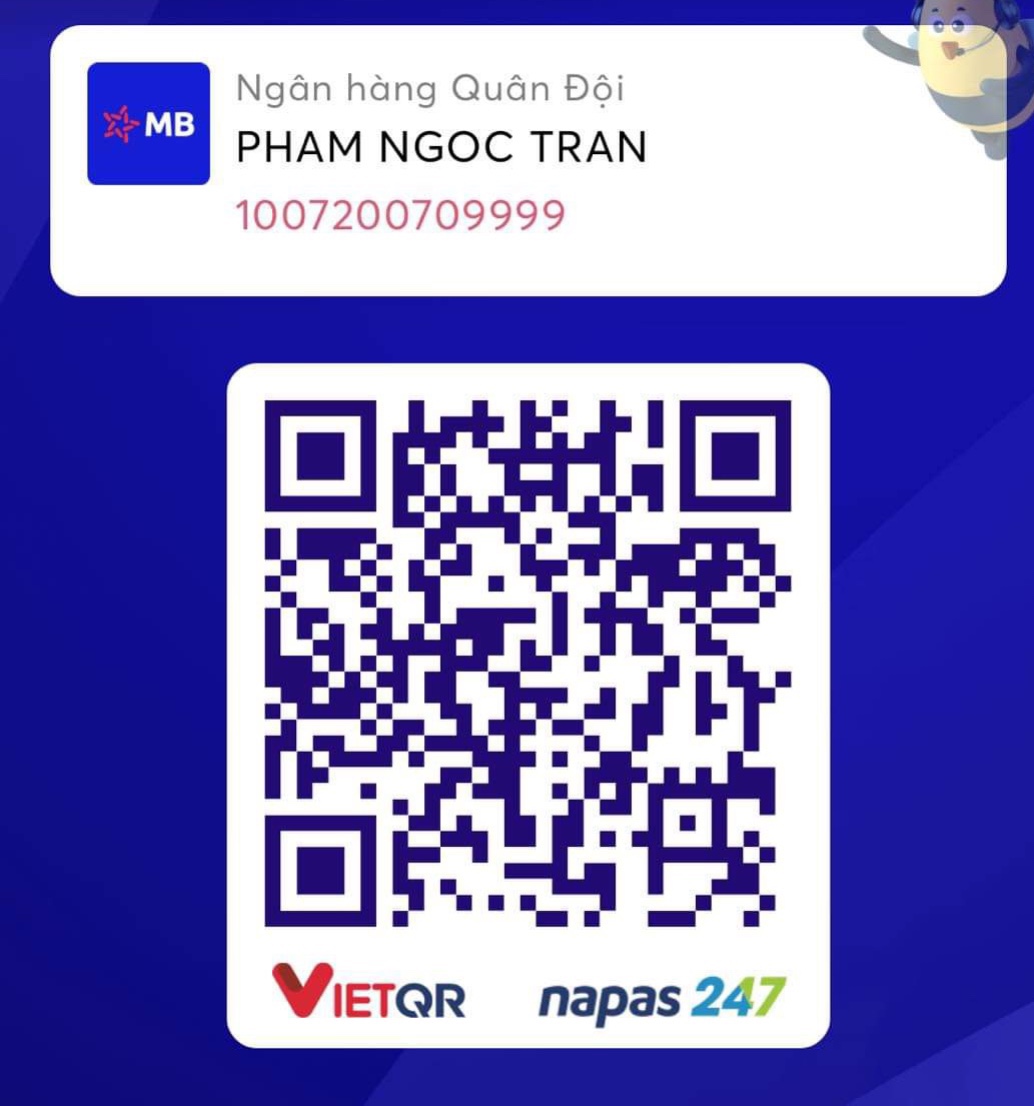 MB
Ngân hàng Quân Đội
PHAM NGOC TRAN
1007200709999
VIETQR
napas 247